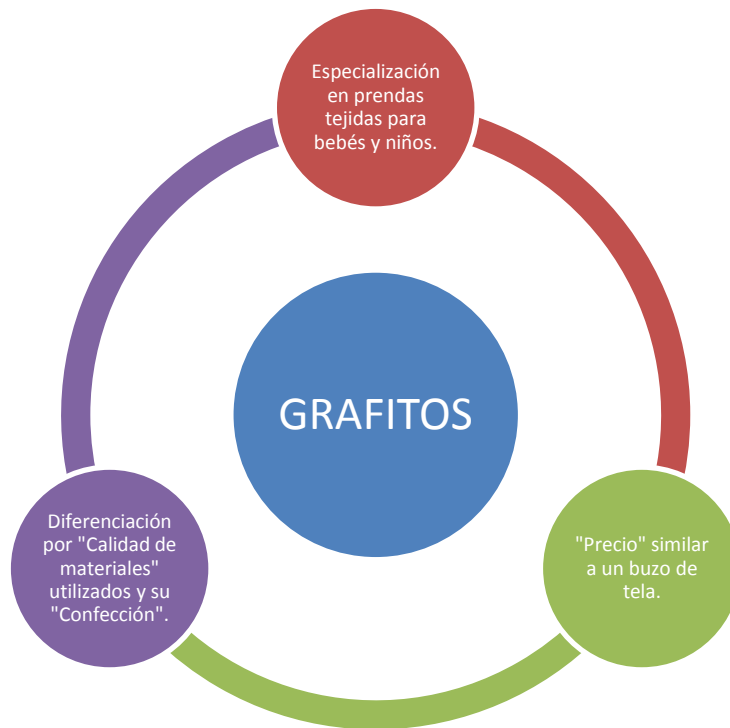 Especialización
en prendas
tejidas para
bebés y niños.
GRAFITOS
Diferenciación
por "Calidad de
materiales"
utilizados y su
"Confección".
"Precio" similar
a un buzo de
tela.